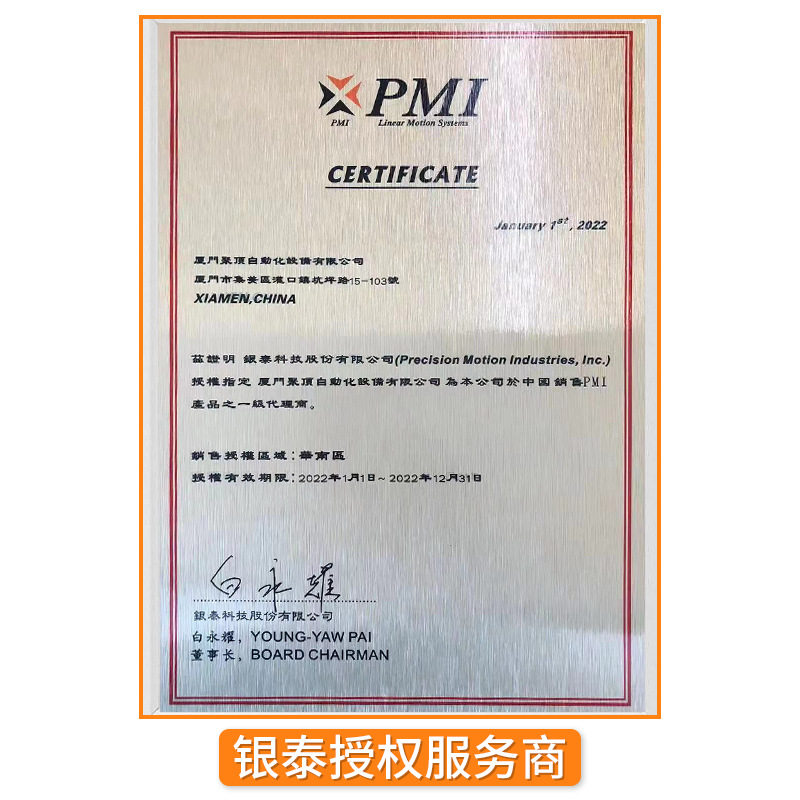 PMI
PMI
Linear Motion Systems
CERTIFICATE
January 1st, 2022
厦門聚頂自動化設備有限公司
厦門市集美區灌口鎮杭坪路15-103號
XIAMEN,CHINA
茲證明 銀泰科技股份有限公司(Precision Motion Industries, Inc.)
授權指定 厦門聚頂自動化設備有限公司 為本公司於中國銷售PMI
產品之一級代理商。
銷售授權區域：華南區
授權有效期限：2022年1月1日~2022年12月31日
白永耀
銀泰科技股份有限公司
白永耀，YOUNG-YAW PAI
董事長，BOARD CHAIRMAN
银泰授权服务商